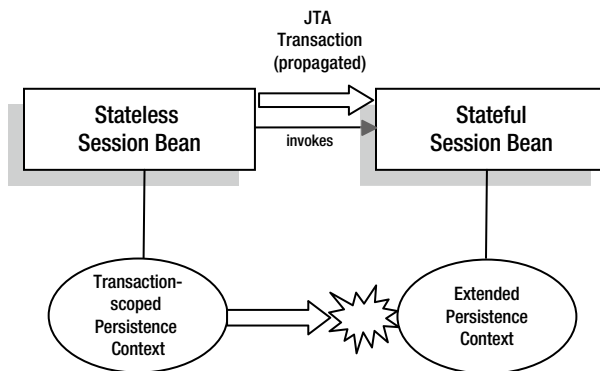 JTA
Transaction
(propagated)
Stateless
Session Bean
invokes
Stateful
Session Bean
Transaction-
scoped
Persistence
Context
Extended
Persistence
Context